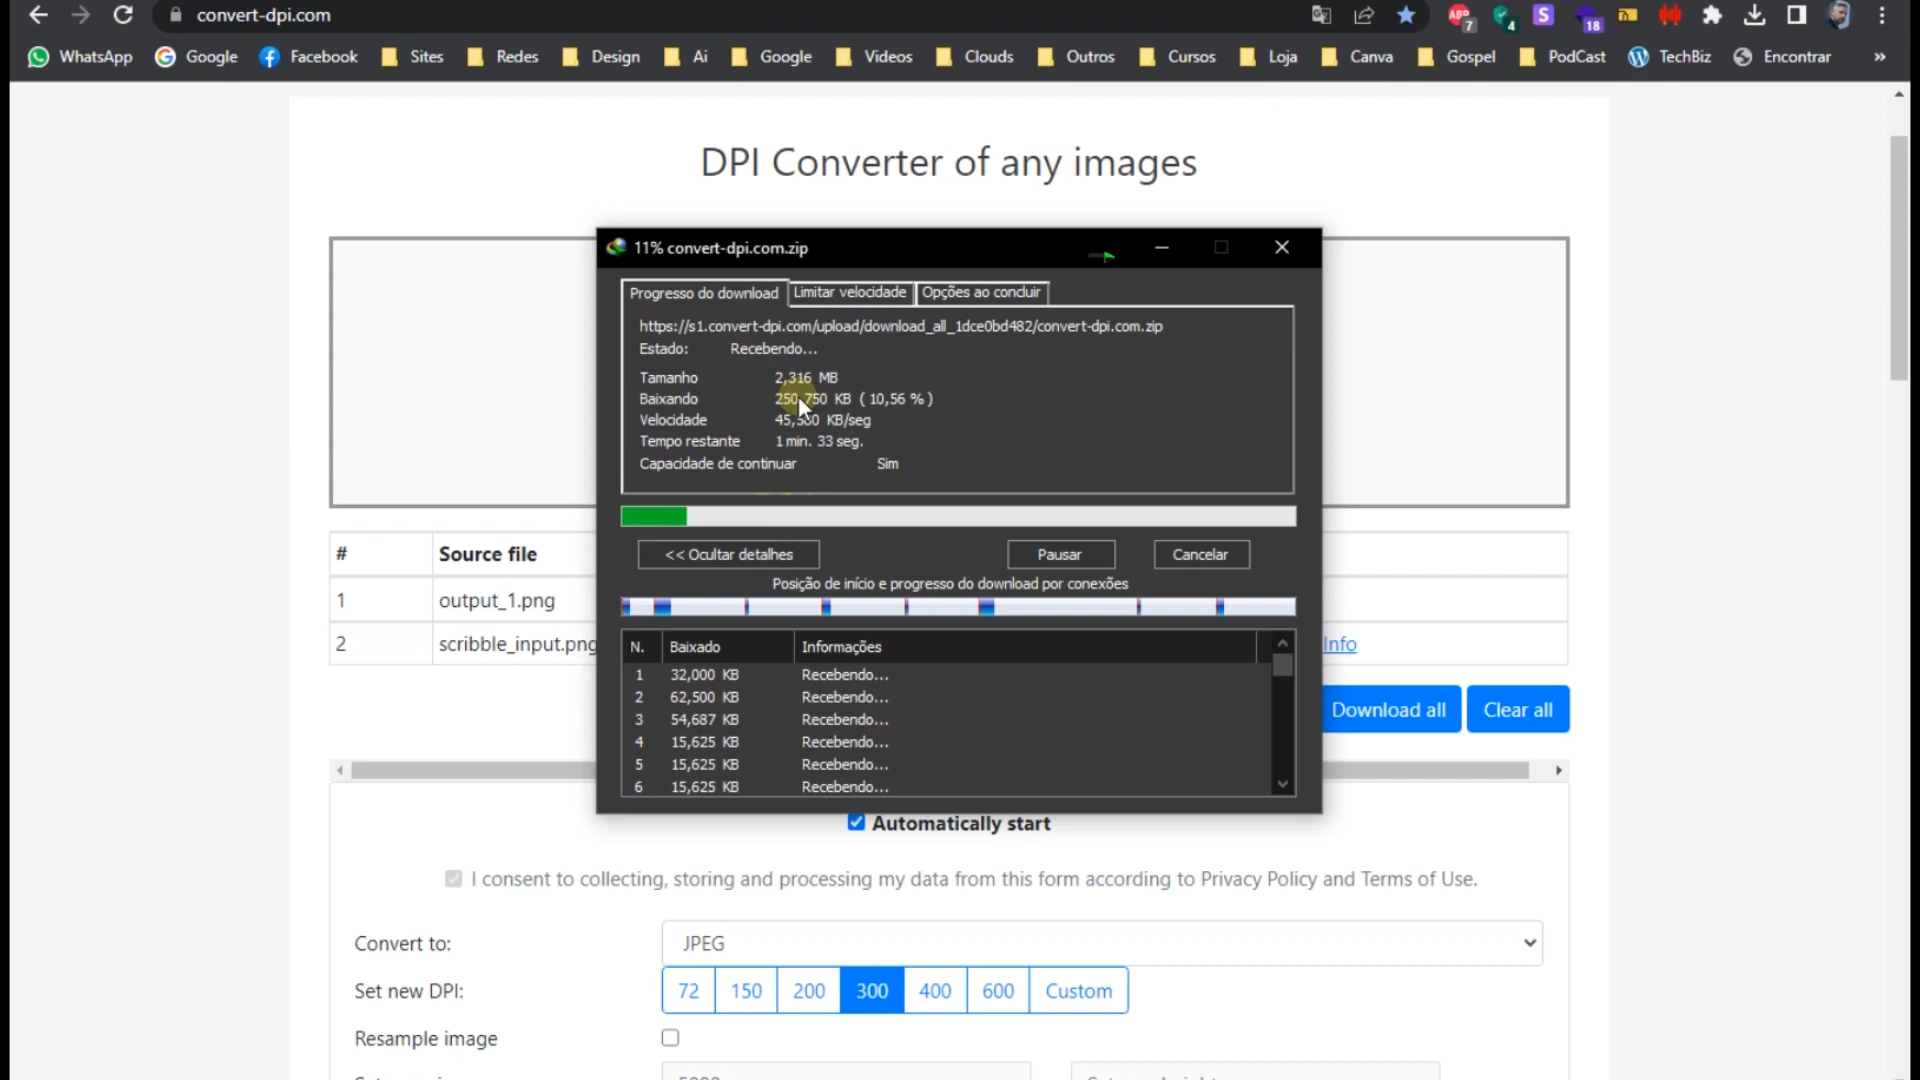 convert-dpi.com
7
4
S
18
WhatsApp Google Facebook Sites Redes Design Ai Google Videos Clouds Outros Cursos Loja Canva Gospel PodCast TechBiz Encontrar »
DPI Converter of any images
11% convert-dpi.com.zip
Progresso do download Limitar velocidade Opções ao concluir
https://s1.convert-dpi.com/upload/download_all_1dce0bd482/convert-dpi.com.zip
Estado: Recebendo...
Tamanho 2,316 MB
Baixando 250,750 KB ( 10,56 % )
Velocidade KB/seg
Tempo restante 1 min. 33 seg.
Capacidade de continuar Sim
<< Ocultar detalhes Pausar Cancelar
Posição de início e progresso do download por conexões
N. Baixado Informações
1 32,000 KB Recebendo...
2 62,500 KB Recebendo...
3 54,687 KB Recebendo...
4 15,625 KB Recebendo...
5 15,625 KB Recebendo...
6 15,625 KB Recebendo...
# Source file
1 output_1.png
2 scribble_input.png Info
Download all Clear all
Automatically start
I consent to collecting, storing and processing my data from this form according to Privacy Policy and Terms of Use.
Convert to: JPEG
Set new DPI: 72 150 200 300 400 600 Custom
Resample image